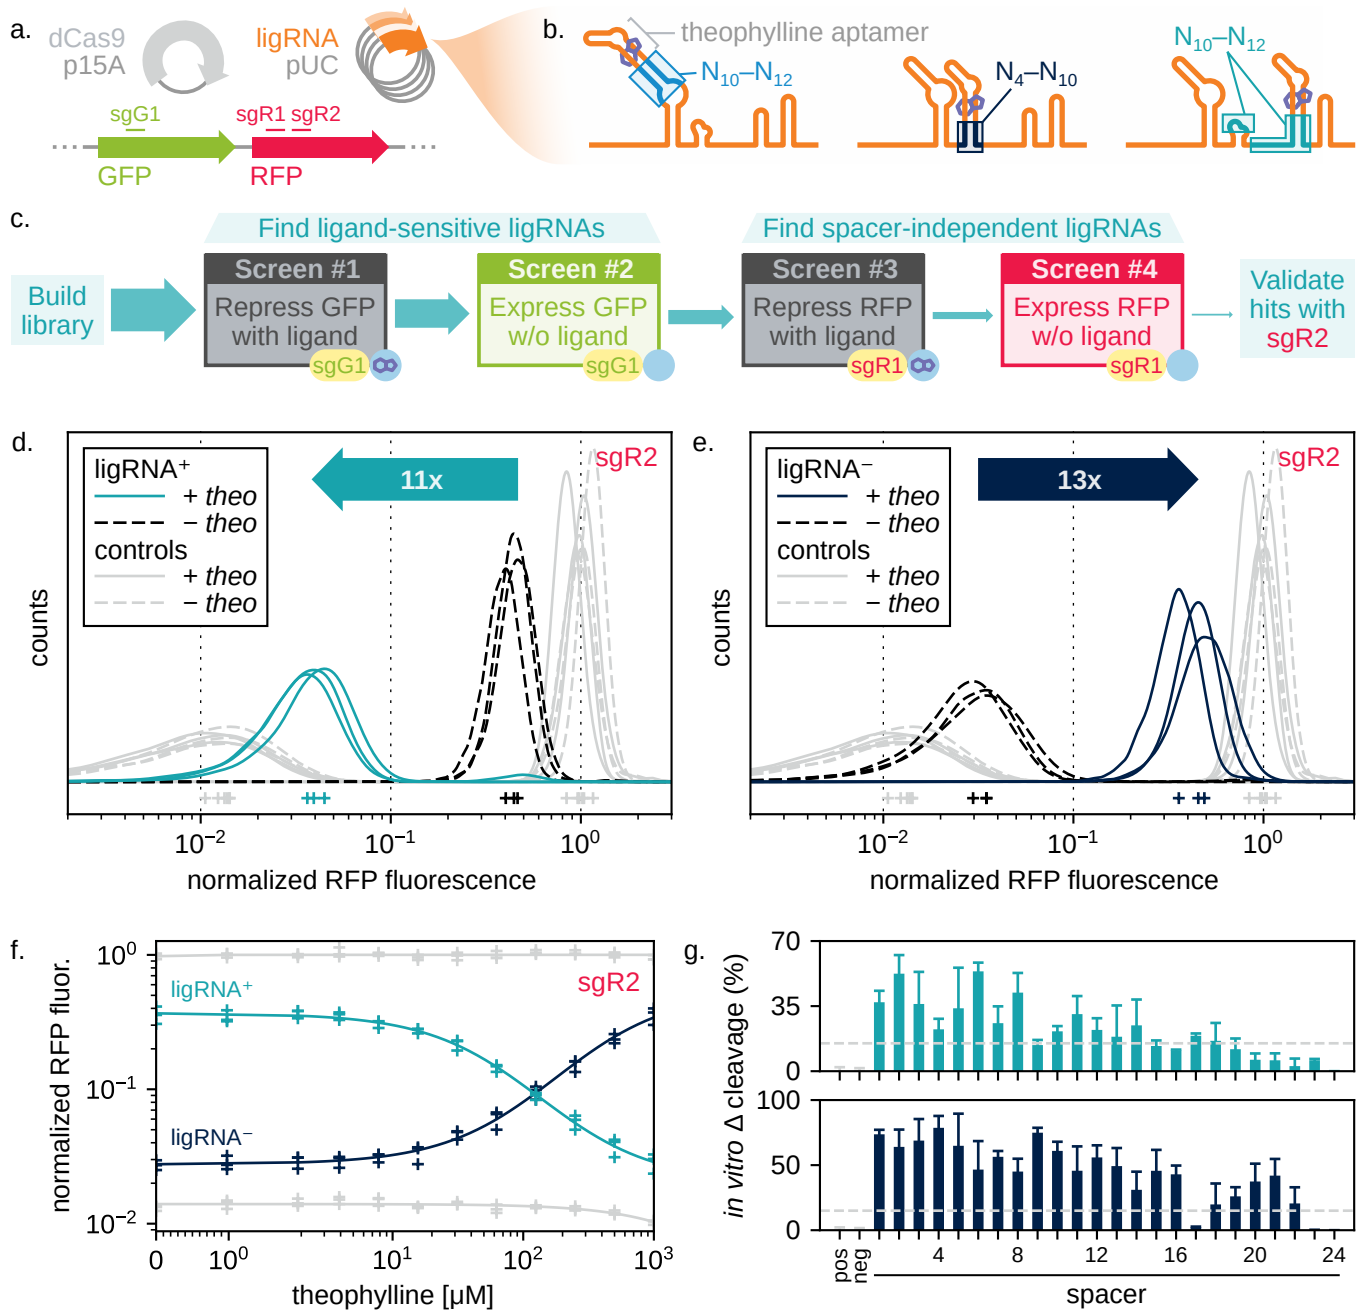 a.
dCas9
p15A
ligRNA
pUC
sgG1
sgR1 sgR2
GFP
RFP
b.
theophylline aptamer
N10–N12
N4–N10
N10–N12
c.
Find ligand-sensitive ligRNAs
Find spacer-independent ligRNAs
Build
library
Screen #1
Repress GFP
with ligand
sgG1
Screen #2
Express GFP
w/o ligand
sgG1
Screen #3
Repress RFP
with ligand
sgR1
Screen #4
Express RFP
w/o ligand
sgR1
Validate
hits with
sgR2
d.
ligRNA⁺
+ theo
− theo
controls
+ theo
− theo
11x
sgR2
counts
10⁻² 10⁻¹ 10⁰
normalized RFP fluorescence
e.
ligRNA⁻
+ theo
− theo
controls
+ theo
− theo
13x
sgR2
counts
10⁻² 10⁻¹ 10⁰
normalized RFP fluorescence
f.
normalized RFP fluor.
10⁰
10⁻¹
10⁻²
ligRNA⁺
ligRNA⁻
sgR2
0 10⁰ 10¹ 10² 10³
theophylline [µM]
g.
in vitro Δ cleavage (%)
70
35
0
100
50
0
pos
neg
4 8 12 16 20 24
spacer